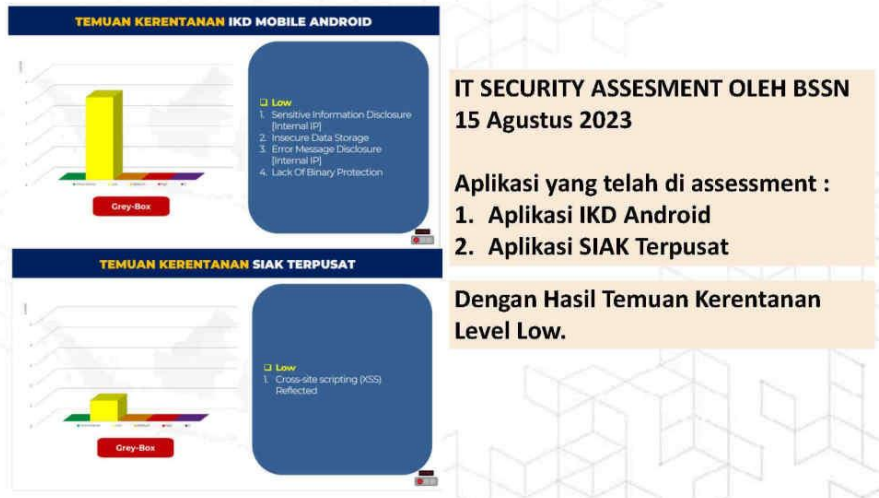 TEMUAN KERENTANAN IKD MOBILE ANDROID
Low
1. Sensitive Information Disclosure
[Internal IP]
2. Insecure Data Storage
3. Error Message Disclosure
[Internal IP]
4. Lack Of Binary Protection
Grey-Box
TEMUAN KERENTANAN SIAK TERPUSAT
Low
1. Cross-site scripting (XSS)
Reflected
Grey-Box
IT SECURITY ASSESMENT OLEH BSSN
15 Agustus 2023
Aplikasi yang telah di assessment :
1. Aplikasi IKD Android
2. Aplikasi SIAK Terpusat
Dengan Hasil Temuan Kerentanan
Level Low.